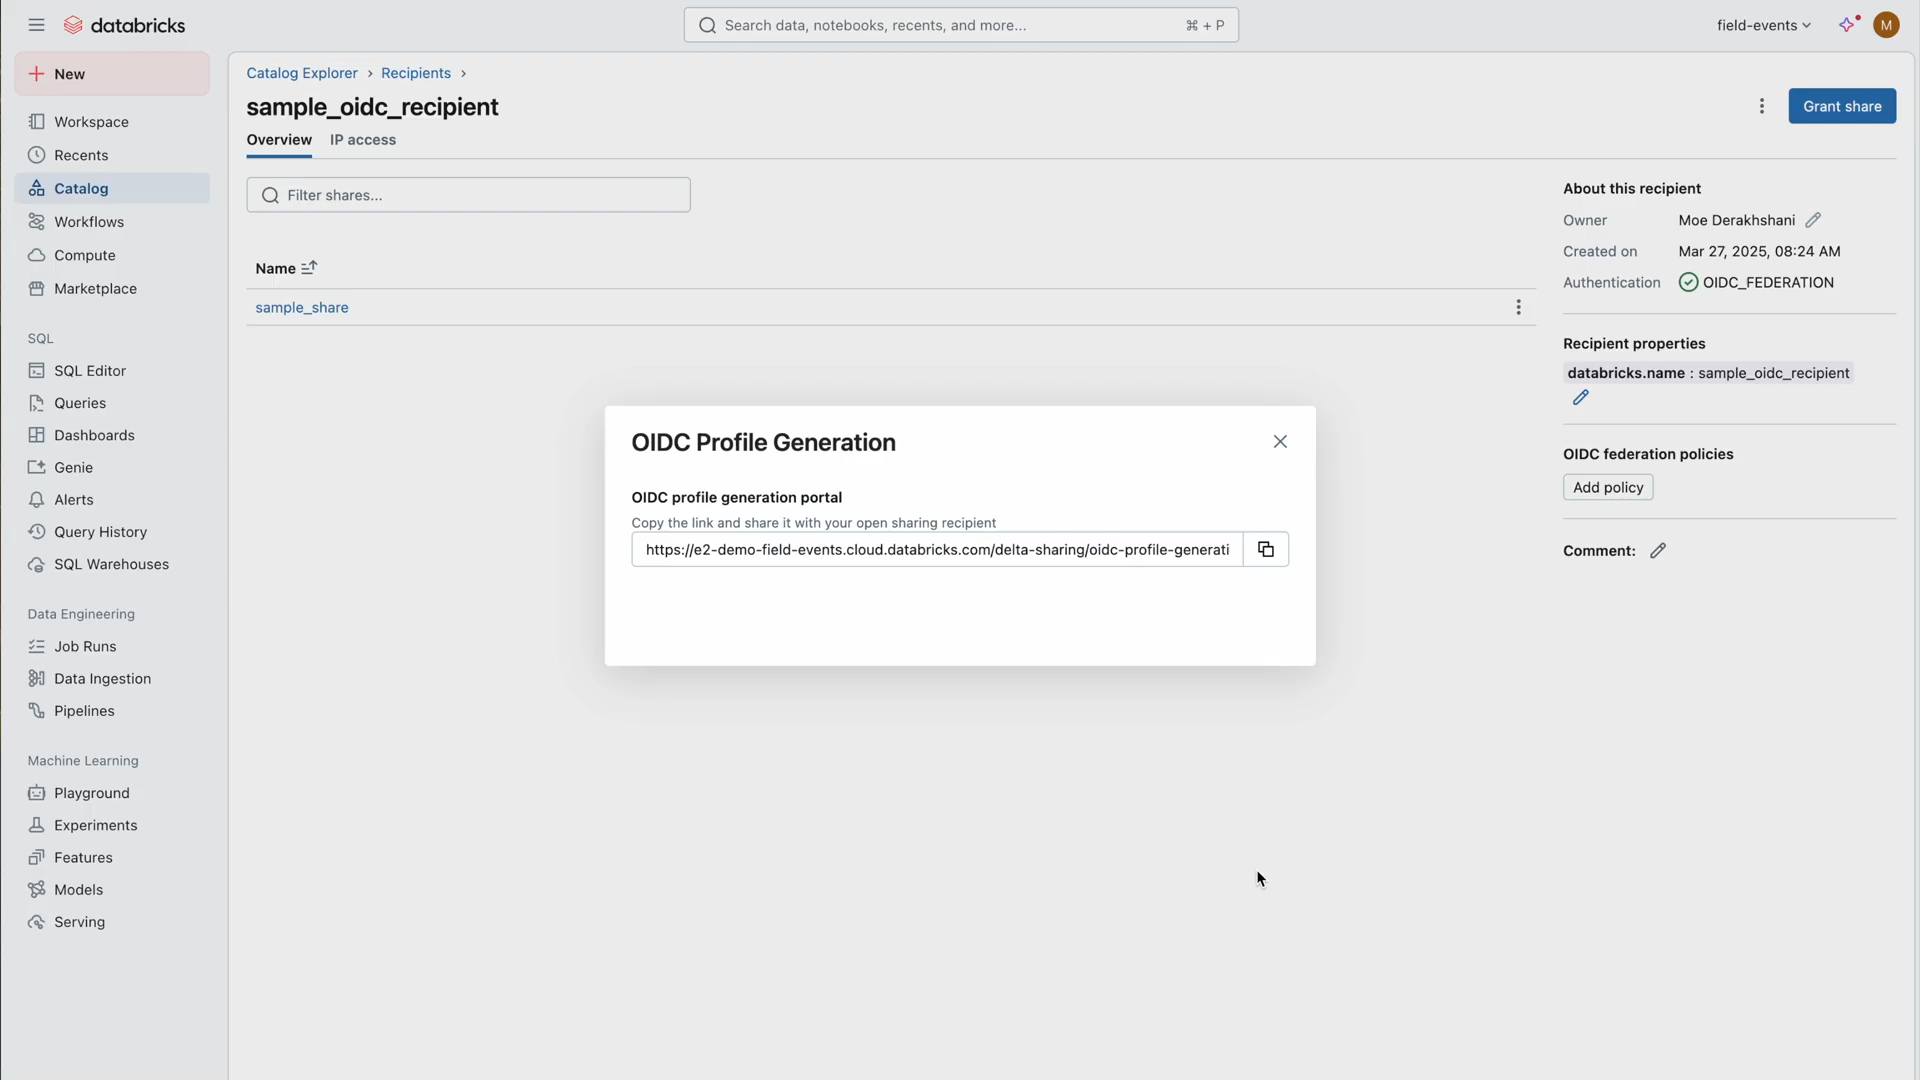 databricks
Search data, notebooks, recents, and more...
⌘ + P
field-events
M
New
Workspace
Recents
Catalog
Workflows
Compute
Marketplace
SQL
SQL Editor
Queries
Dashboards
Genie
Alerts
Query History
SQL Warehouses
Data Engineering
Job Runs
Data Ingestion
Pipelines
Machine Learning
Playground
Experiments
Features
Models
Serving
Catalog Explorer › Recipients ›
sample_oidc_recipient
Grant share
Overview
IP access
Filter shares...
Name
sample_share
OIDC Profile Generation
OIDC profile generation portal
Copy the link and share it with your open sharing recipient
https://e2-demo-field-events.cloud.databricks.com/delta-sharing/oidc-profile-generati
About this recipient
Owner Moe Derakhshani
Created on Mar 27, 2025, 08:24 AM
Authentication OIDC_FEDERATION
Recipient properties
databricks.name : sample_oidc_recipient
OIDC federation policies
Add policy
Comment: